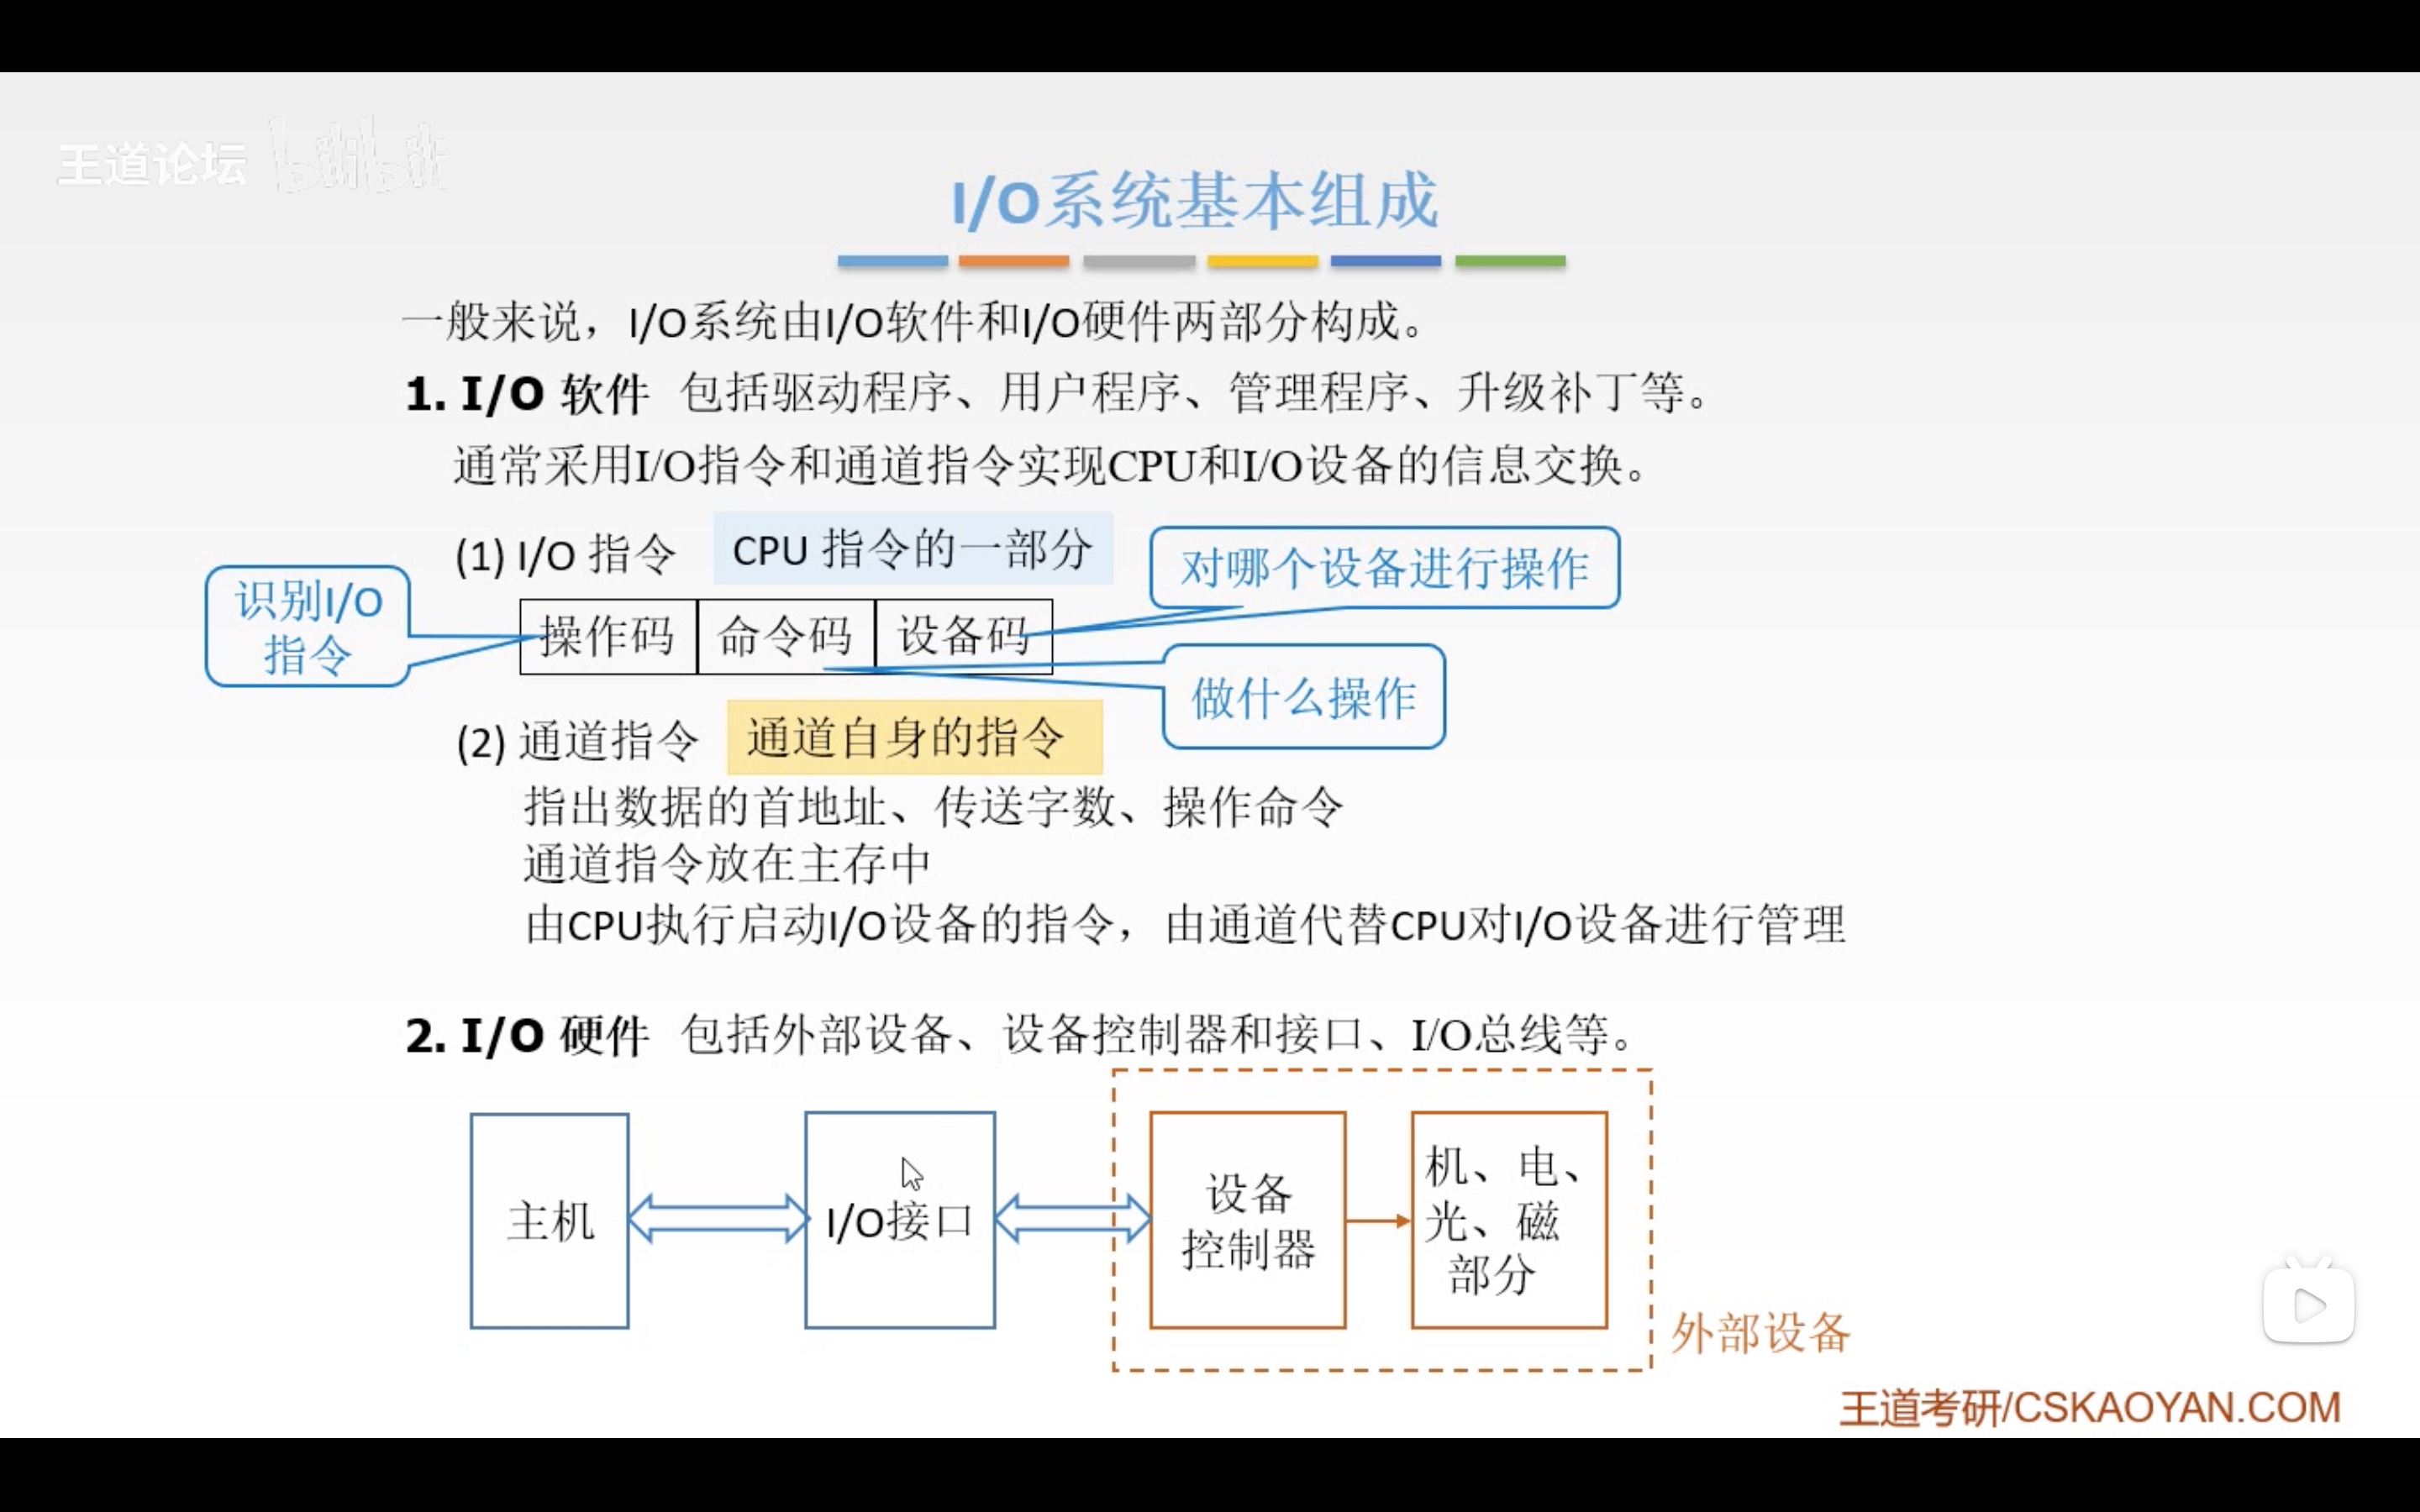 王道论坛 bilibili
I/O系统基本组成
一般来说，I/O系统由I/O软件和I/O硬件两部分构成。
1. I/O 软件 包括驱动程序、用户程序、管理程序、升级补丁等。
通常采用I/O指令和通道指令实现CPU和I/O设备的信息交换。
(1) I/O 指令 CPU 指令的一部分
对哪个设备进行操作
识别I/O
指令
操作码 命令码 设备码
做什么操作
(2) 通道指令 通道自身的指令
指出数据的首地址、传送字数、操作命令
通道指令放在主存中
由CPU执行启动I/O设备的指令，由通道代替CPU对I/O设备进行管理
2. I/O 硬件 包括外部设备、设备控制器和接口、I/O总线等。
主机
I/O接口
设备
控制器
机、电、
光、磁
部分
外部设备
王道考研/CSKAOYAN.COM